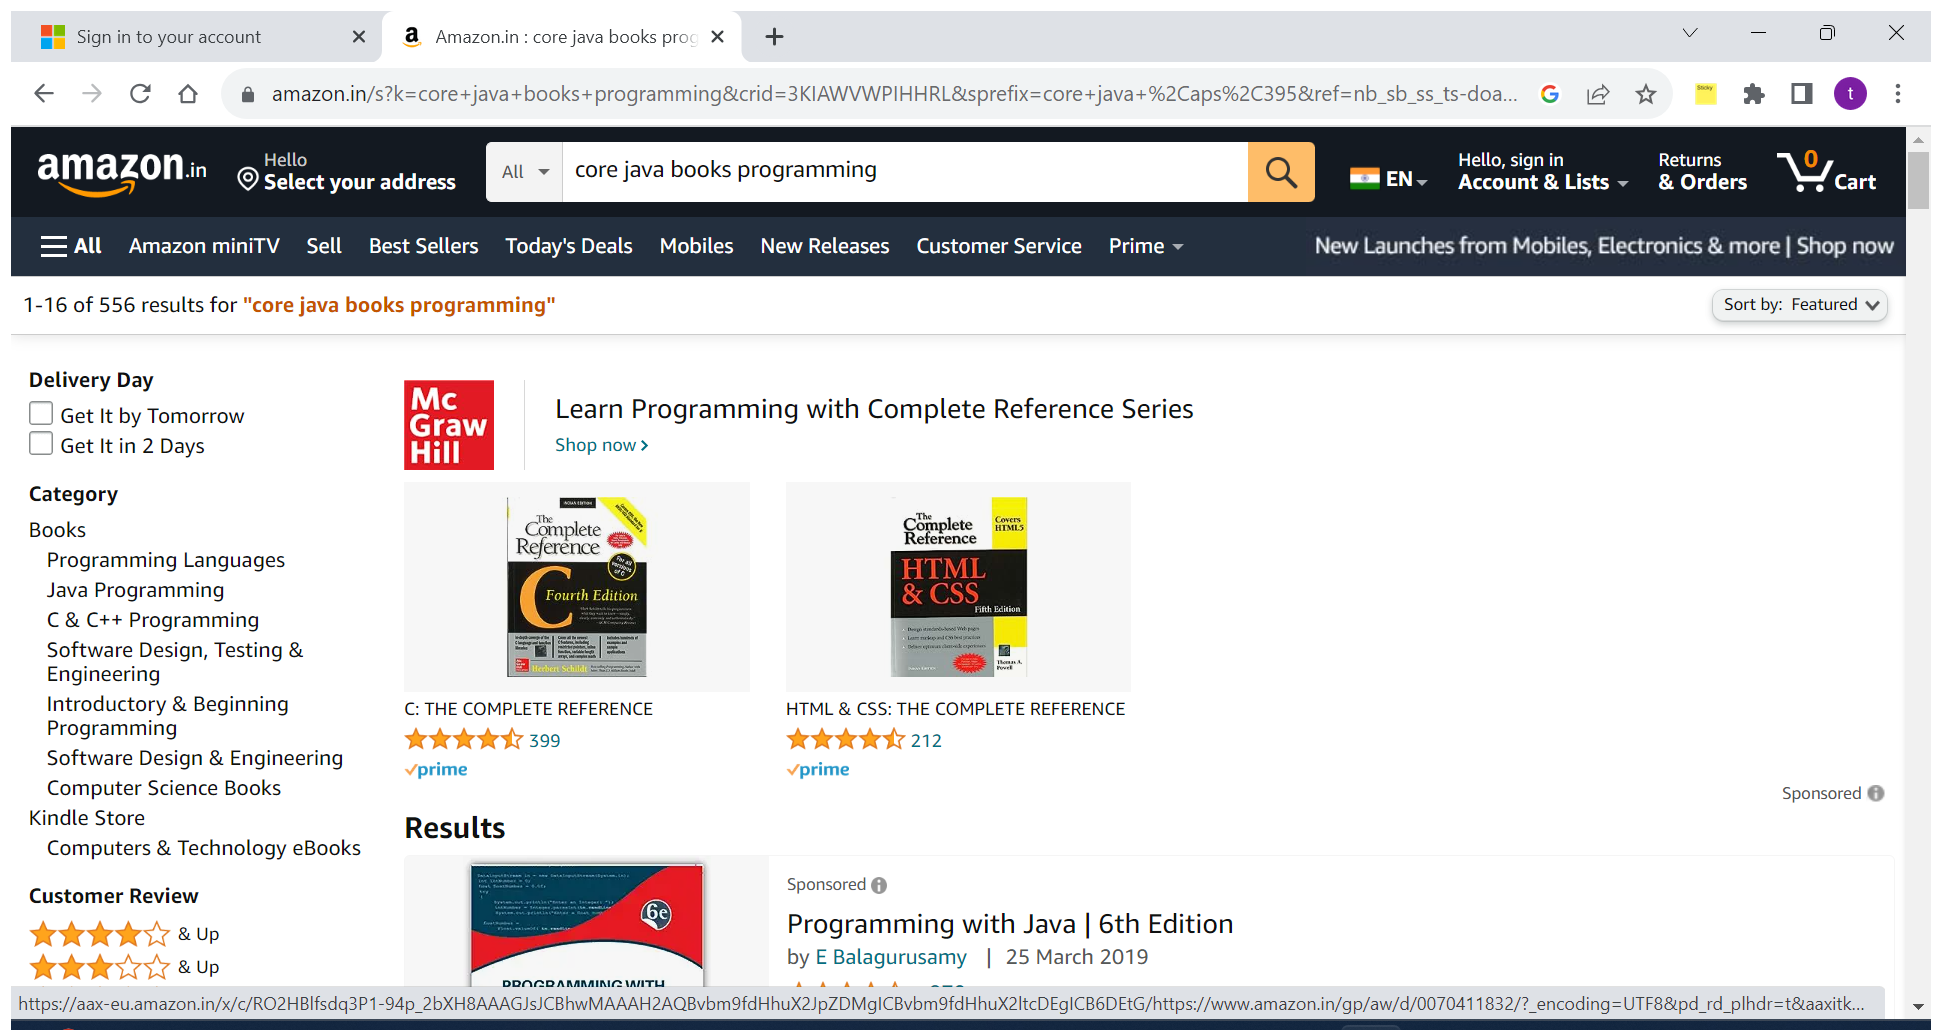 Sign in to your account
Amazon.in : core java books prog
amazon.in/s?k=core+java+books+programming&crid=3KIAWVWPIHHRL&sprefix=core+java+%2Caps%2C395&ref=nb_sb_ss_ts-doa...
Sticky
t
amazon.in
Hello
Select your address
All
core java books programming
EN
Hello, sign in
Account & Lists
Returns
& Orders
0
Cart
All
Amazon miniTV
Sell
Best Sellers
Today's Deals
Mobiles
New Releases
Customer Service
Prime
New Launches from Mobiles, Electronics & more | Shop now
1-16 of 556 results for "core java books programming"
Sort by: Featured
Delivery Day
Get It by Tomorrow
Get It in 2 Days
Category
Books
Programming Languages
Java Programming
C & C++ Programming
Software Design, Testing &
Engineering
Introductory & Beginning
Programming
Software Design & Engineering
Computer Science Books
Kindle Store
Computers & Technology eBooks
Customer Review
& Up
& Up
Mc
Graw
Hill
Learn Programming with Complete Reference Series
Shop now
INDIAN EDITION
The
Complete
Reference
For all
versions
of C
C
Fourth Edition
Herbert Schildt
C: THE COMPLETE REFERENCE
399
prime
The
Complete
Reference
Covers
HTML5
HTML
& CSS
Fifth Edition
Thomas A.
Powell
HTML & CSS: THE COMPLETE REFERENCE
212
prime
Sponsored
Results
6e
PROGRAMMING WITH
Sponsored
Programming with Java | 6th Edition
by E Balagurusamy | 25 March 2019
https://aax-eu.amazon.in/x/c/RO2HBlfsdq3P1-94p_2bXH8AAAGJsJCBhwMAAAH2AQBvbm9fdHhuX2JpZDMgICBvbm9fdHhuX2ltcDEgICB6DEtG/https://www.amazon.in/gp/aw/d/0070411832/?_encoding=UTF8&pd_rd_plhdr=t&aaxitk...